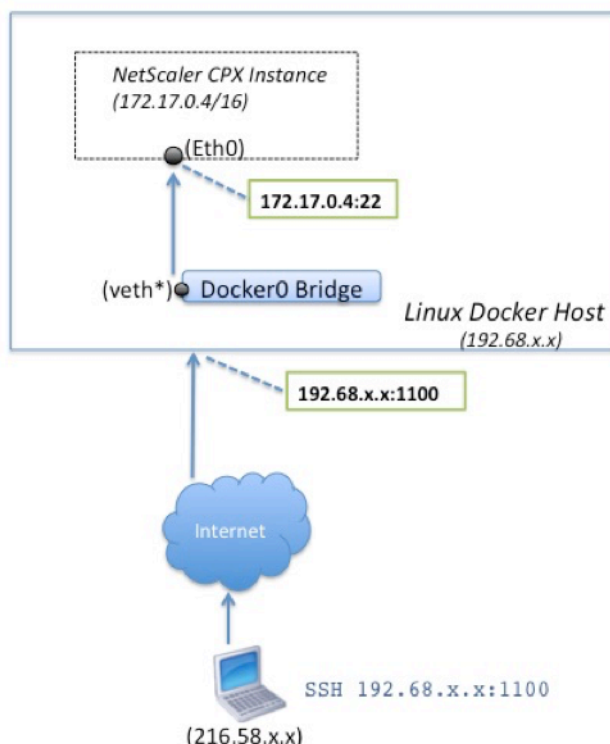 NetScaler CPX Instance
(172.17.0.4/16)
(Eth0)
172.17.0.4:22
(veth*)
Docker0 Bridge
Linux Docker Host
(192.68.x.x)
192.68.x.x:1100
Internet
SSH 192.68.x.x:1100
(216.58.x.x)